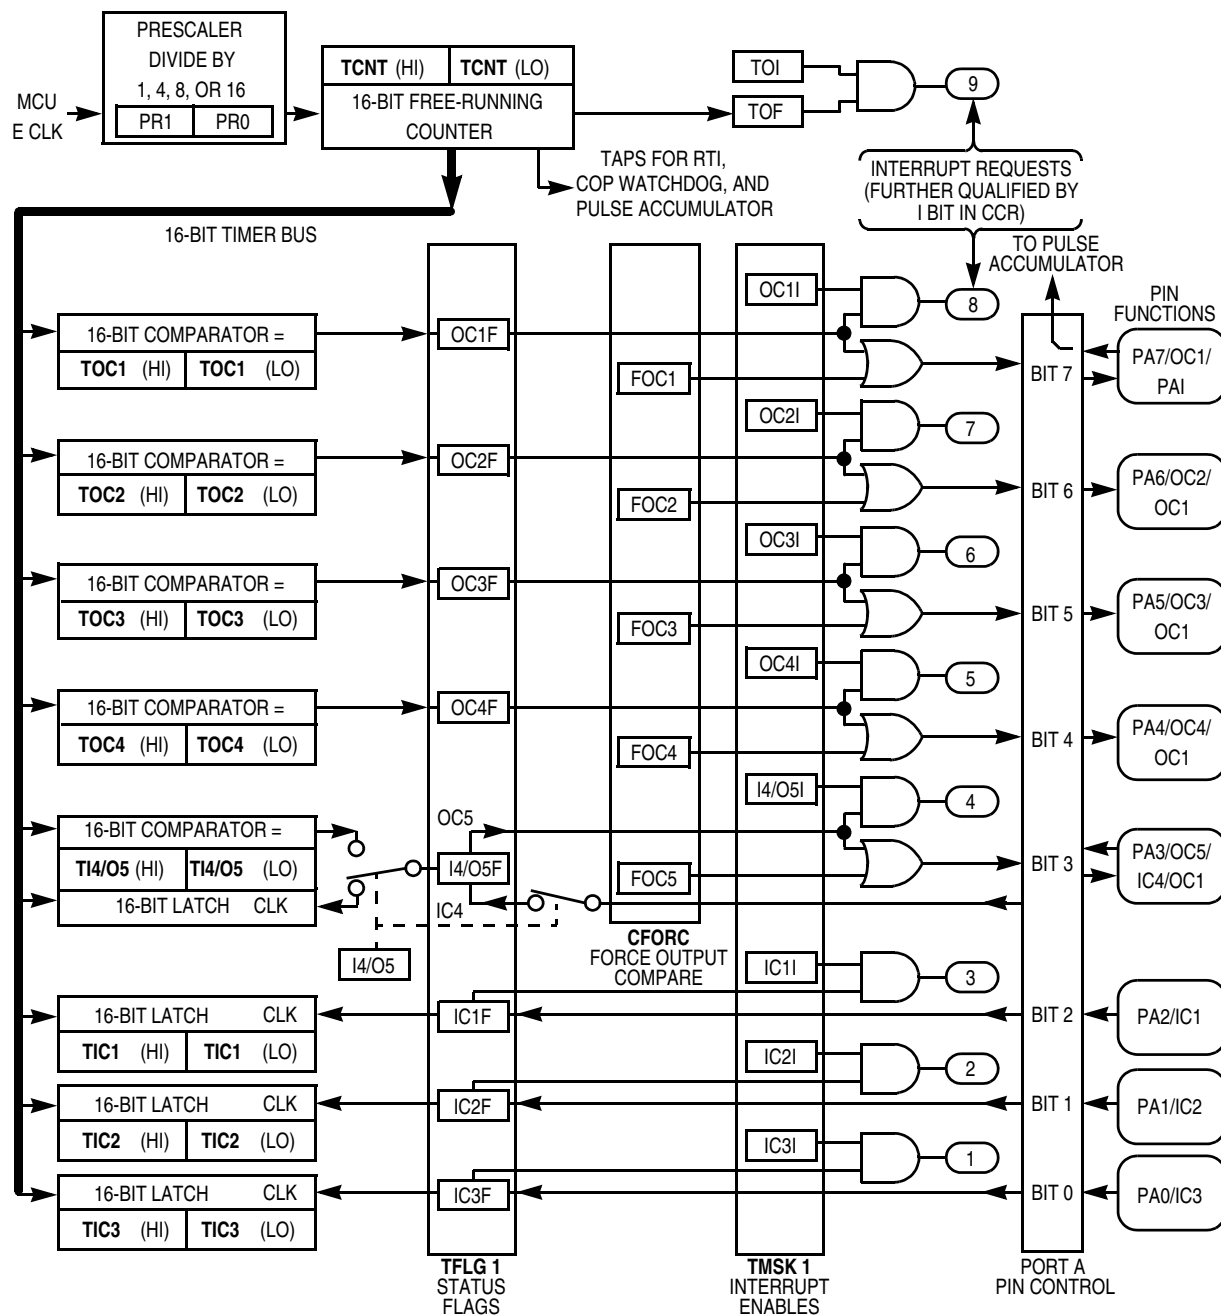 PRESCALER
DIVIDE BY
1, 4, 8, OR 16
PR1 PR0
MCU
E CLK
TCNT (HI) TCNT (LO)
16-BIT FREE-RUNNING
COUNTER
TOI
TOF
9
TAPS FOR RTI,
COP WATCHDOG, AND
PULSE ACCUMULATOR
INTERRUPT REQUESTS
(FURTHER QUALIFIED BY
I BIT IN CCR)
16-BIT TIMER BUS
TO PULSE
ACCUMULATOR
PIN
FUNCTIONS
OC1I
8
16-BIT COMPARATOR =
TOC1 (HI) TOC1 (LO)
OC1F
FOC1
BIT 7
PA7/OC1/
PAI
OC2I
7
16-BIT COMPARATOR =
TOC2 (HI) TOC2 (LO)
OC2F
FOC2
BIT 6
PA6/OC2/
OC1
OC3I
6
16-BIT COMPARATOR =
TOC3 (HI) TOC3 (LO)
OC3F
FOC3
BIT 5
PA5/OC3/
OC1
OC4I
5
16-BIT COMPARATOR =
TOC4 (HI) TOC4 (LO)
OC4F
FOC4
BIT 4
PA4/OC4/
OC1
I4/O5I
4
OC5
16-BIT COMPARATOR =
TI4/O5 (HI) TI4/O5 (LO)
16-BIT LATCH CLK
I4/O5F
IC4
FOC5
BIT 3
PA3/OC5/
IC4/OC1
I4/O5
CFORC
FORCE OUTPUT
COMPARE
IC1I
3
16-BIT LATCH CLK
TIC1 (HI) TIC1 (LO)
IC1F
BIT 2
PA2/IC1
IC2I
2
16-BIT LATCH CLK
TIC2 (HI) TIC2 (LO)
IC2F
BIT 1
PA1/IC2
IC3I
1
16-BIT LATCH CLK
TIC3 (HI) TIC3 (LO)
IC3F
BIT 0
PA0/IC3
TFLG 1
STATUS
FLAGS
TMSK 1
INTERRUPT
ENABLES
PORT A
PIN CONTROL